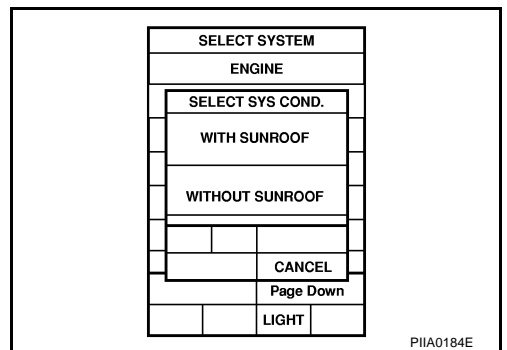 SELECT SYSTEM
ENGINE
SELECT SYS COND.
WITH SUNROOF
WITHOUT SUNROOF
CANCEL
Page Down
LIGHT
PIIA0184E